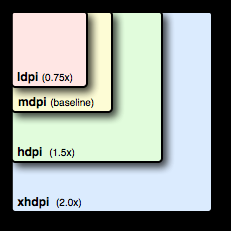 ldpi (0.75x)
mdpi (baseline)
hdpi (1.5x)
xhdpi (2.0x)